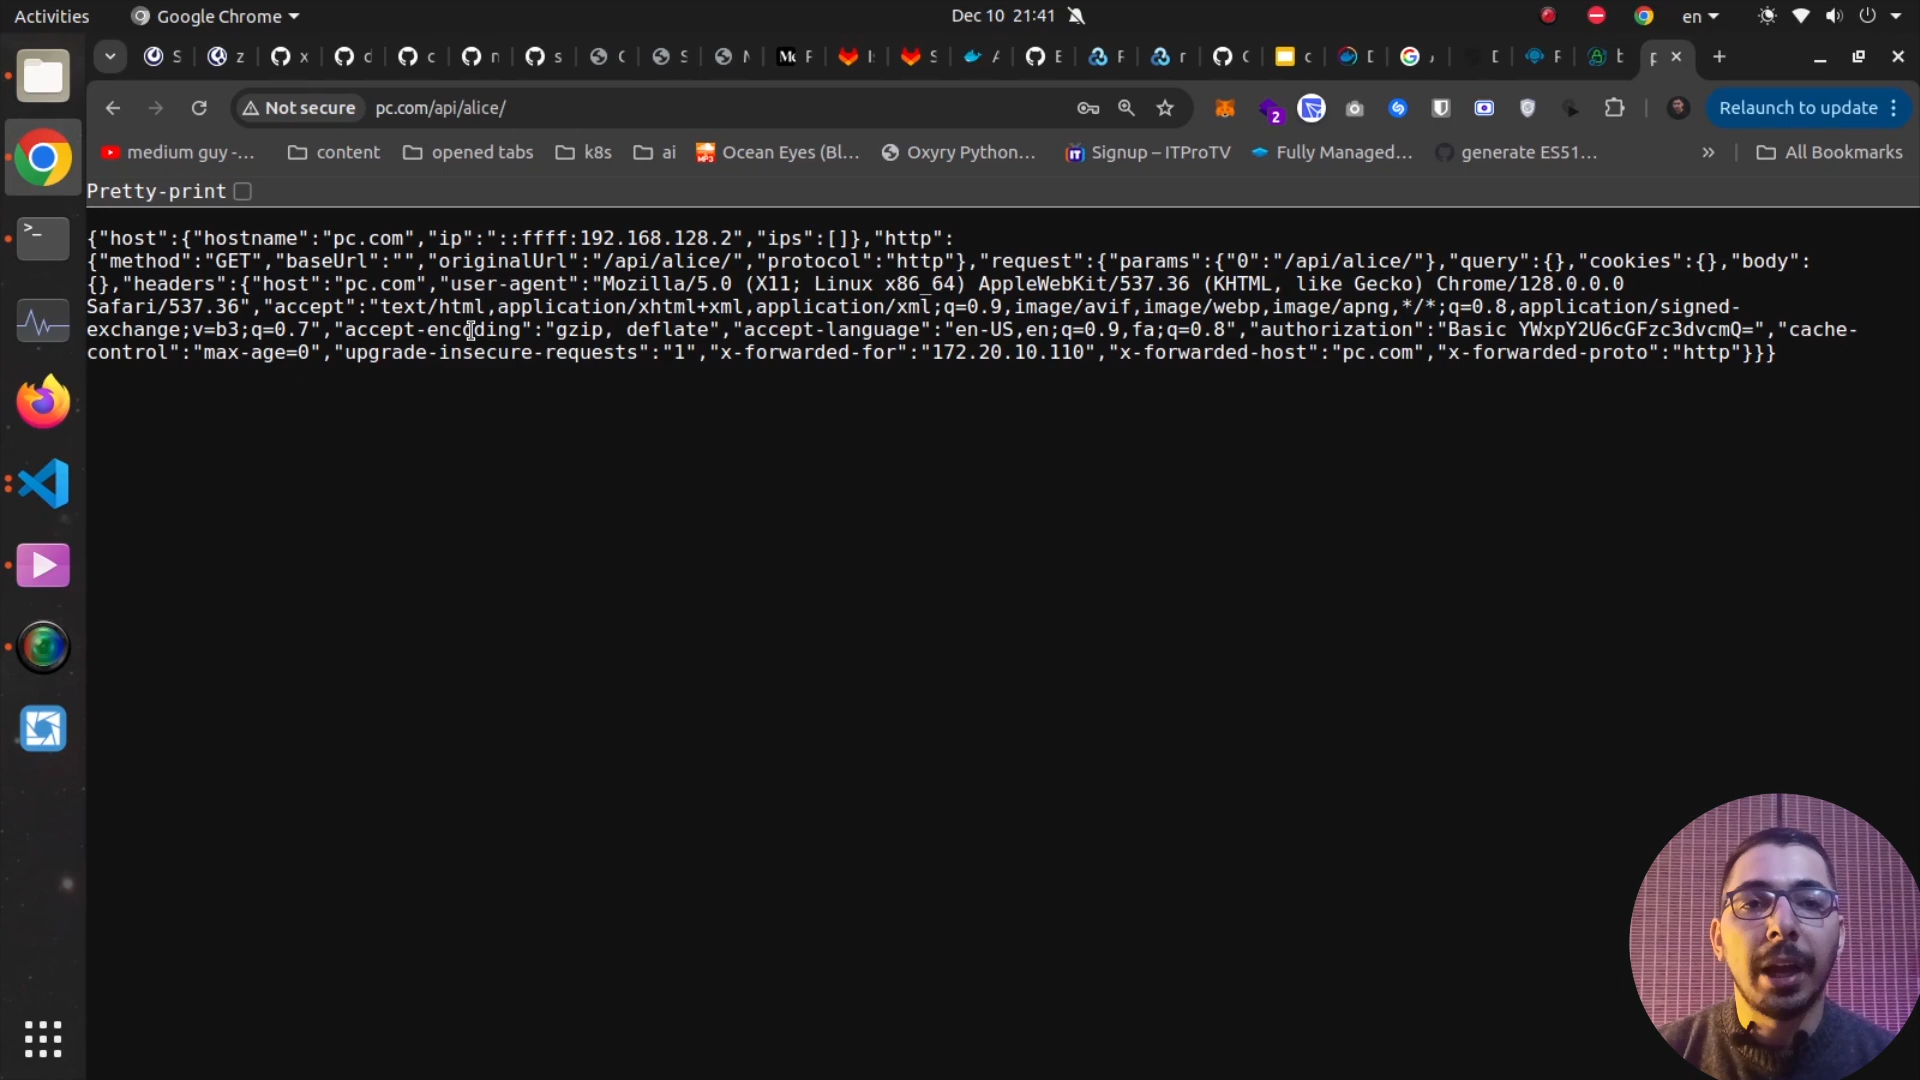 Activities
Google Chrome
Dec 10 21:41
en
S
z
x
d
c
n
s
C
S
N
F
I:
S
A
E
F
r
C
c
D
G
E
F
b
p
Not secure
pc.com/api/alice/
2
Relaunch to update
medium guy -...
content
opened tabs
k8s
ai
Ocean Eyes (Bl...
Oxyry Python...
Signup – ITProTV
Fully Managed...
generate ES51...
»
All Bookmarks
Pretty-print
{"host":{"hostname":"pc.com","ip":"::ffff:192.168.128.2","ips":[]},"http":
{"method":"GET","baseUrl":"","originalUrl":"/api/alice/","protocol":"http"},"request":{"params":{"0":"/api/alice/"},"query":{},"cookies":{},"body":
{},"headers":{"host":"pc.com","user-agent":"Mozilla/5.0 (X11; Linux x86_64) AppleWebKit/537.36 (KHTML, like Gecko) Chrome/128.0.0.0
Safari/537.36","accept":"text/html,application/xhtml+xml,application/xml;q=0.9,image/avif,image/webp,image/apng,*/*;q=0.8,application/signed-
exchange;v=b3;q=0.7","accept-encoding":"gzip, deflate","accept-language":"en-US,en;q=0.9,fa;q=0.8","authorization":"Basic YWxpY2U6cGFzc3dvcmQ=","cache-
control":"max-age=0","upgrade-insecure-requests":"1","x-forwarded-for":"172.20.10.110","x-forwarded-host":"pc.com","x-forwarded-proto":"http"}}}